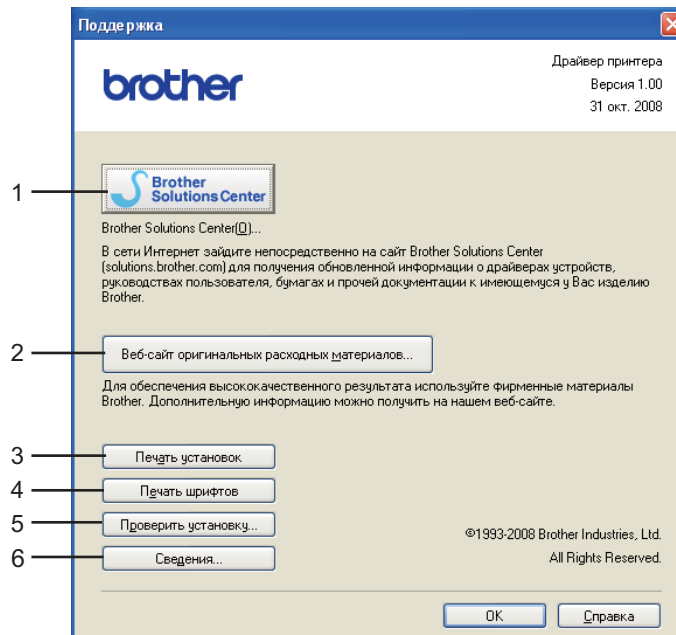 Поддержка
brother
Драйвер принтера
Версия 1.00
31 окт. 2008
1
Brother
Solutions Center
Brother Solutions Center(O)...
В сети Интернет зайдите непосредственно на сайт Brother Solutions Center
(solutions.brother.com) для получения обновленной информации о драйверах устройств,
руководствах пользователя, бумагах и прочей документации к имеющемуся у Вас изделию
Brother.
2
Веб-сайт оригинальных расходных материалов...
Для обеспечения высококачественного результата используйте фирменные материалы
Brother. Дополнительную информацию можно получить на нашем веб-сайте.
3
Печать установок
4
Печать шрифтов
5
Проверить установку...
6
Сведения...
©1993-2008 Brother Industries, Ltd.
All Rights Reserved.
OK
Справка